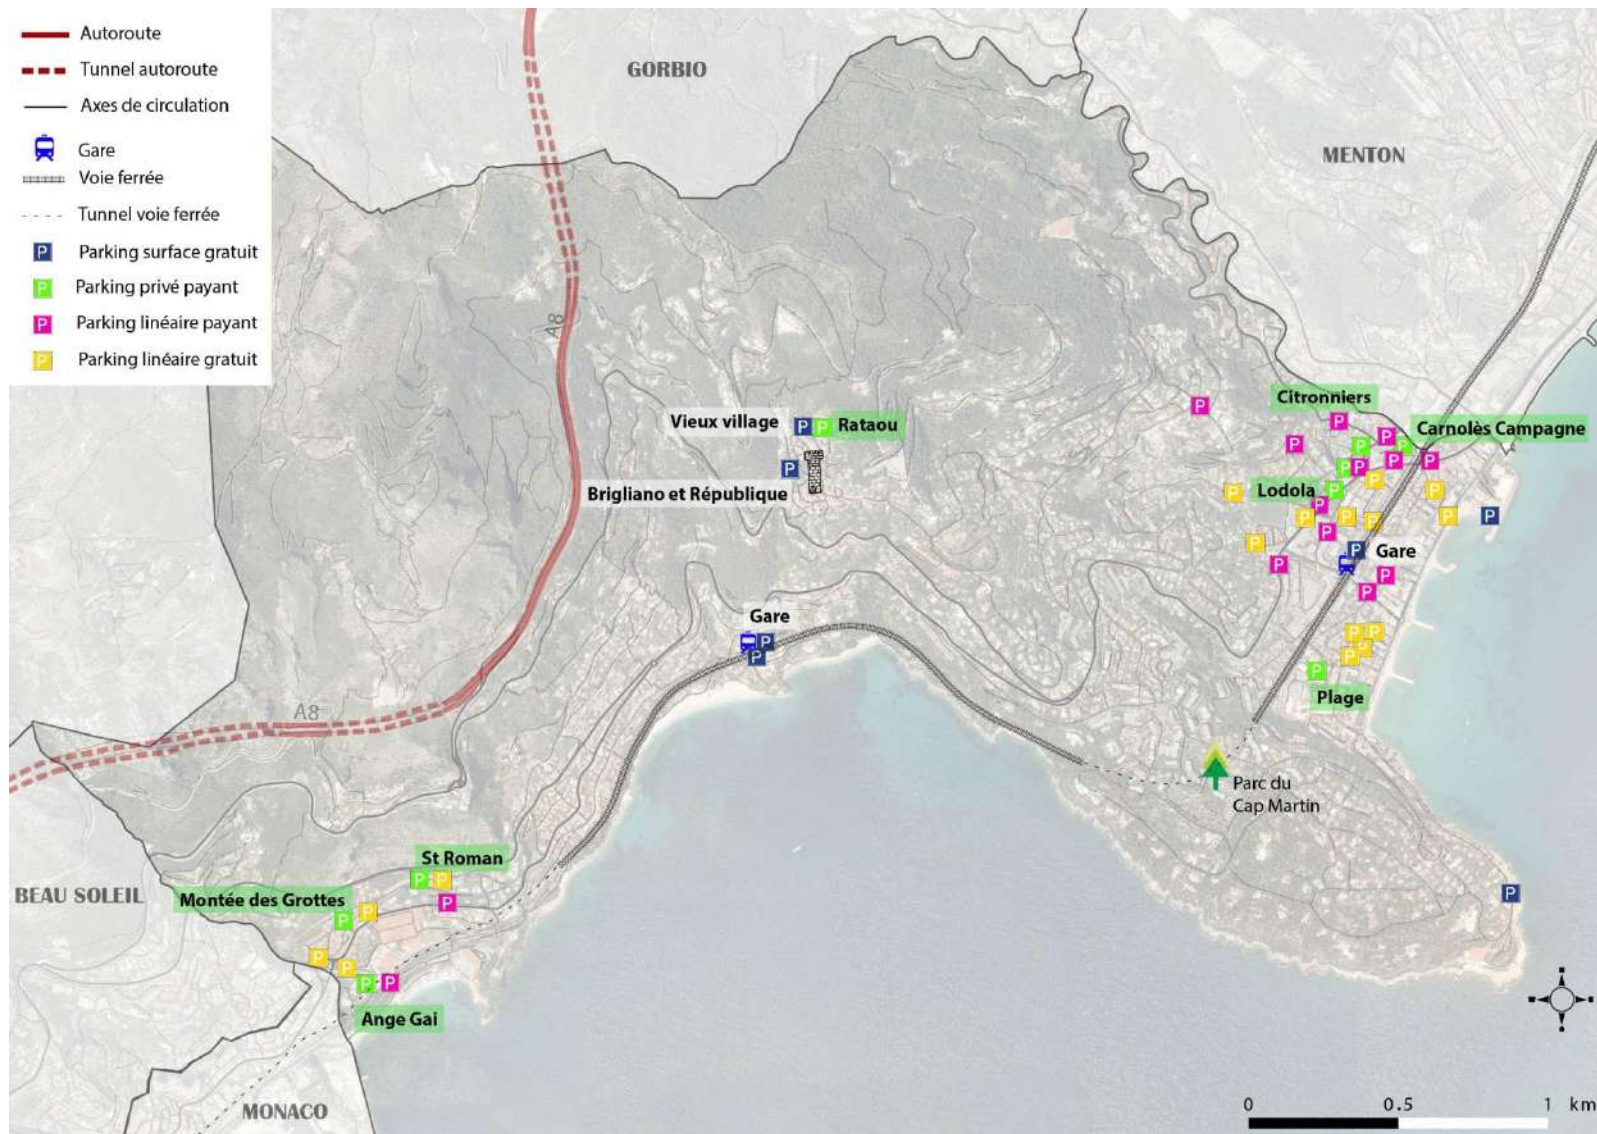 Autoroute
Tunnel autoroute
Axes de circulation
Gare
Voie ferrée
Tunnel voie ferrée
P Parking surface gratuit
P Parking privé payant
P Parking linéaire payant
P Parking linéaire gratuit
GORBIO
MENTON
A8
Citronniers
Vieux village P P Rataou
Carnolès Campagne
Brigliano et République
Lodola
Gare
Gare
Plage
A8
Parc du
Cap Martin
St Roman
BEAU SOLEIL
Montée des Grottes
Ange Gai
MONACO
0 0.5 1 km